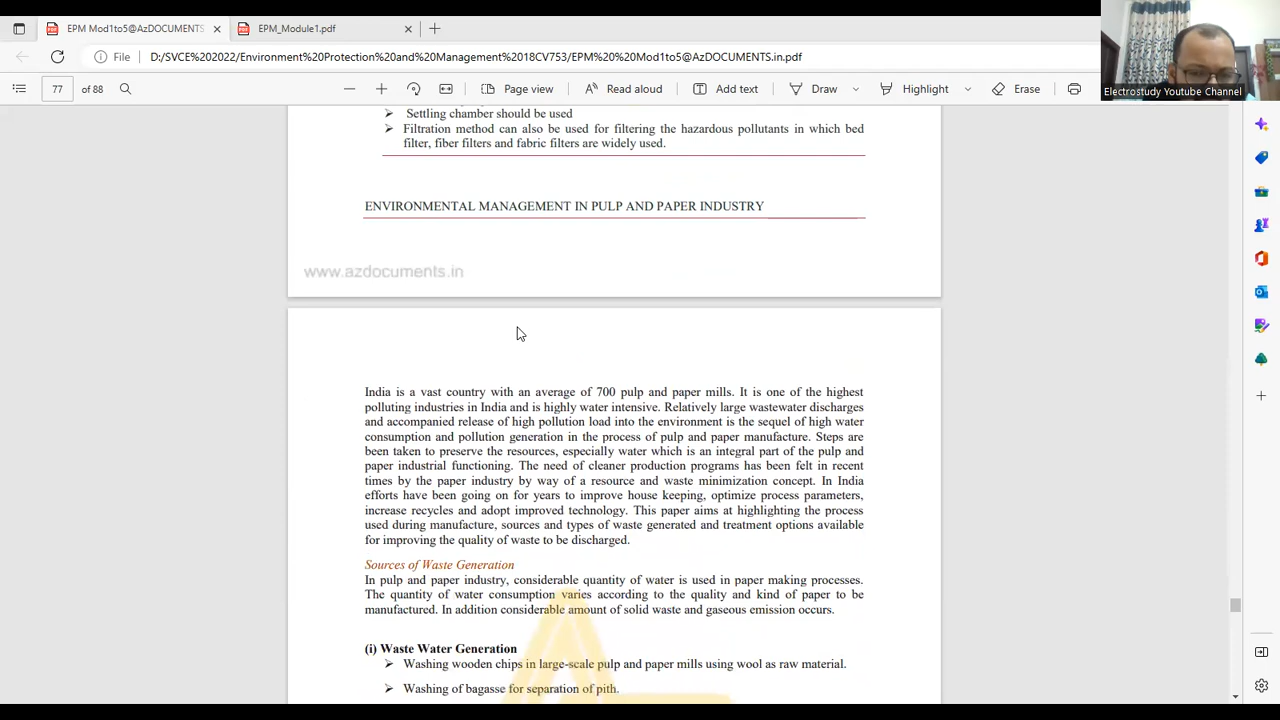 EPM Mod1to5@AzDOCUMENTS
EPM_Module1.pdf
File
D:/SVCE%202022/Environment%20Protection%20and%20Management%2018CV753/EPM%20%20Mod1to5@AzDOCUMENTS.in.pdf
77 of 88
Page view
Read aloud
Add text
Draw
Highlight
Erase
Electrostudy Youtube Channel
➢ Settling chamber should be used
➢ Filtration method can also be used for filtering the hazardous pollutants in which bed
filter, fiber filters and fabric filters are widely used.
ENVIRONMENTAL MANAGEMENT IN PULP AND PAPER INDUSTRY
www.azdocuments.in
India is a vast country with an average of 700 pulp and paper mills. It is one of the highest
polluting industries in India and is highly water intensive. Relatively large wastewater discharges
and accompanied release of high pollution load into the environment is the sequel of high water
consumption and pollution generation in the process of pulp and paper manufacture. Steps are
been taken to preserve the resources, especially water which is an integral part of the pulp and
paper industrial functioning. The need of cleaner production programs has been felt in recent
times by the paper industry by way of a resource and waste minimization concept. In India
efforts have been going on for years to improve house keeping, optimize process parameters,
increase recycles and adopt improved technology. This paper aims at highlighting the process
used during manufacture, sources and types of waste generated and treatment options available
for improving the quality of waste to be discharged.
Sources of Waste Generation
In pulp and paper industry, considerable quantity of water is used in paper making processes.
The quantity of water consumption varies according to the quality and kind of paper to be
manufactured. In addition considerable amount of solid waste and gaseous emission occurs.
(i) Waste Water Generation
➢ Washing wooden chips in large-scale pulp and paper mills using wool as raw material.
➢ Washing of bagasse for separation of pith.